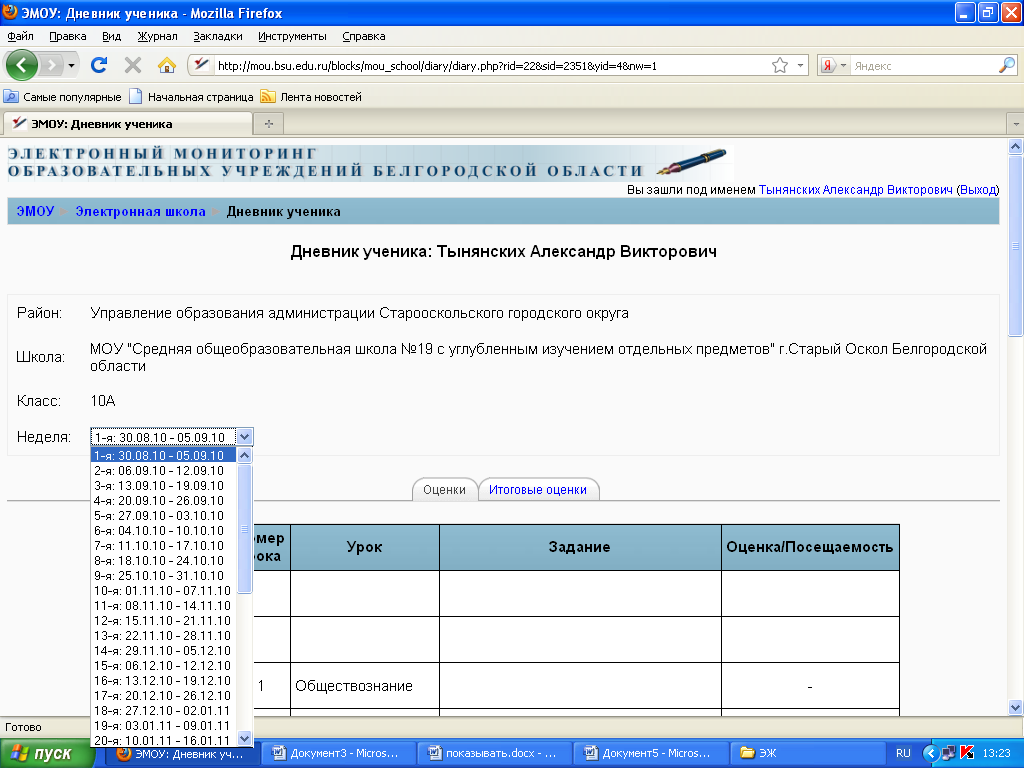 ЭМОУ: Дневник ученика - Mozilla Firefox
Файл Правка Вид Журнал Закладки Инструменты Справка
http://mou.bsu.edu.ru/blocks/mou_school/diary/diary.php?rid=22&sid=2351&yid=4&nw=1
Яндекс
Самые популярные Начальная страница Лента новостей
ЭМОУ: Дневник ученика
ЭЛЕКТРОННЫЙ МОНИТОРИНГ
ОБРАЗОВАТЕЛЬНЫХ УЧРЕЖДЕНИЙ БЕЛГОРОДСКОЙ ОБЛАСТИ
Вы зашли под именем Тынянских Александр Викторович (Выход)
ЭМОУ Электронная школа Дневник ученика
Дневник ученика: Тынянских Александр Викторович
Район: Управление образования администрации Старооскольского городского округа
Школа: МОУ "Средняя общеобразовательная школа №19 с углубленным изучением отдельных предметов" г.Старый Оскол Белгородской
области
Класс: 10А
Неделя: 1-я: 30.08.10 - 05.09.10
1-я: 30.08.10 - 05.09.10
2-я: 06.09.10 - 12.09.10
3-я: 13.09.10 - 19.09.10
4-я: 20.09.10 - 26.09.10
5-я: 27.09.10 - 03.10.10
6-я: 04.10.10 - 10.10.10
7-я: 11.10.10 - 17.10.10
8-я: 18.10.10 - 24.10.10
9-я: 25.10.10 - 31.10.10
10-я: 01.11.10 - 07.11.10
11-я: 08.11.10 - 14.11.10
12-я: 15.11.10 - 21.11.10
13-я: 22.11.10 - 28.11.10
14-я: 29.11.10 - 05.12.10
15-я: 06.12.10 - 12.12.10
16-я: 13.12.10 - 19.12.10
17-я: 20.12.10 - 26.12.10
18-я: 27.12.10 - 02.01.11
19-я: 03.01.11 - 09.01.11
20-я: 10.01.11 - 16.01.11
Оценки Итоговые оценки
омер
ока
Урок Задание Оценка/Посещаемость
1 Обществознание -
Готово
пуск ЭМОУ: Дневник уч... Документ3 - Micros... показывать.docx - ... Документ5 - Micros... ЭЖ RU 13:23